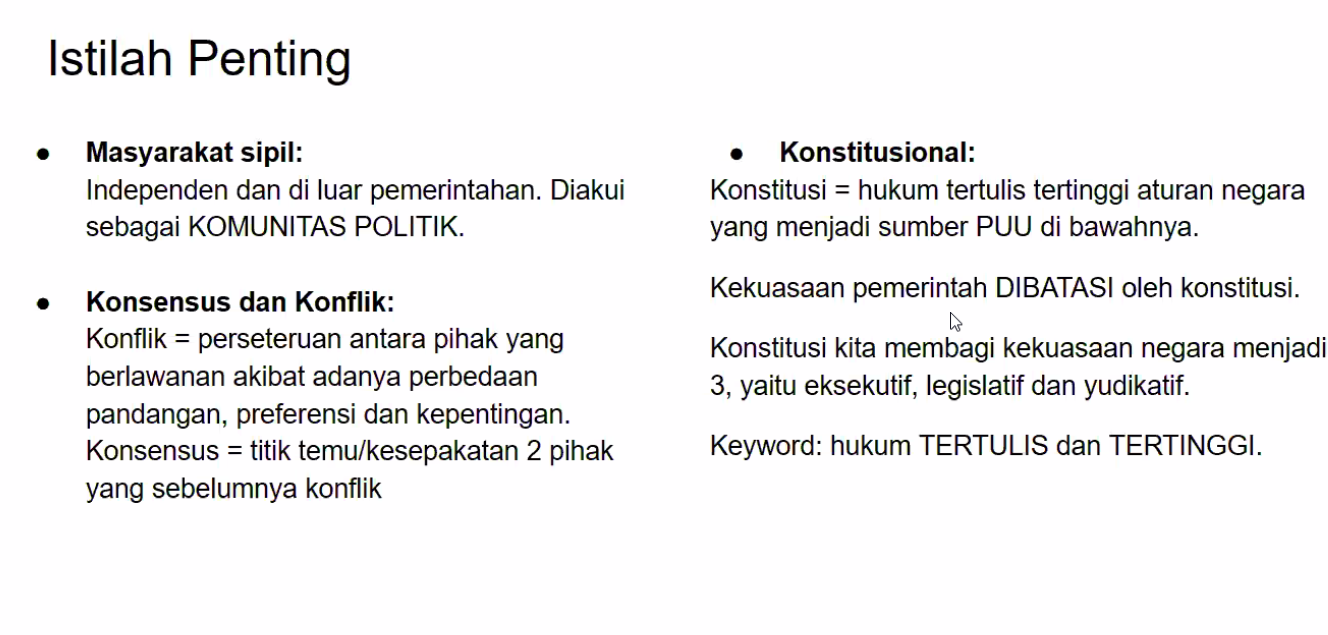 Istilah Penting
● Masyarakat sipil:
Independen dan di luar pemerintahan. Diakui
sebagai KOMUNITAS POLITIK.
● Konsensus dan Konflik:
Konflik = perseteruan antara pihak yang
berlawanan akibat adanya perbedaan
pandangan, preferensi dan kepentingan.
Konsensus = titik temu/kesepakatan 2 pihak
yang sebelumnya konflik
● Konstitusional:
Konstitusi = hukum tertulis tertinggi aturan negara
yang menjadi sumber PUU di bawahnya.
Kekuasaan pemerintah DIBATASI oleh konstitusi.
Konstitusi kita membagi kekuasaan negara menjadi
3, yaitu eksekutif, legislatif dan yudikatif.
Keyword: hukum TERTULIS dan TERTINGGI.